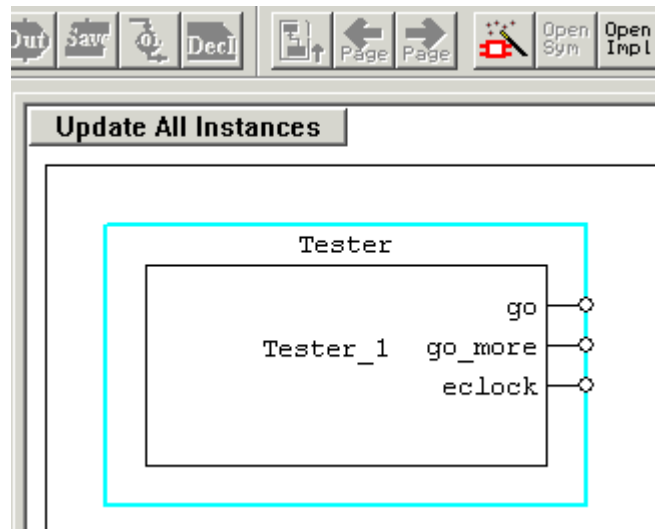 Out Save Decl Page Page Open Sym Open Impl
Update All Instances
Tester
go
Tester_1 go_more
eclock